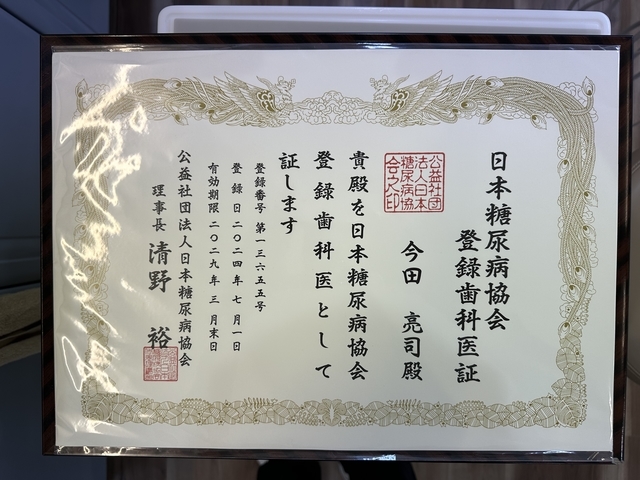 日本糖尿病協会
登録歯科医証
公益社団
法人日本
糖尿病協
会之印
今田 亮司殿
貴殿を日本糖尿病協会
登録歯科医として
証します
登録番号 第一三六五五号
登録日 二〇二四年 七月一日
有効期限 二〇二九年 三月末日
公益社団法人日本糖尿病協会
理事長 清野 裕